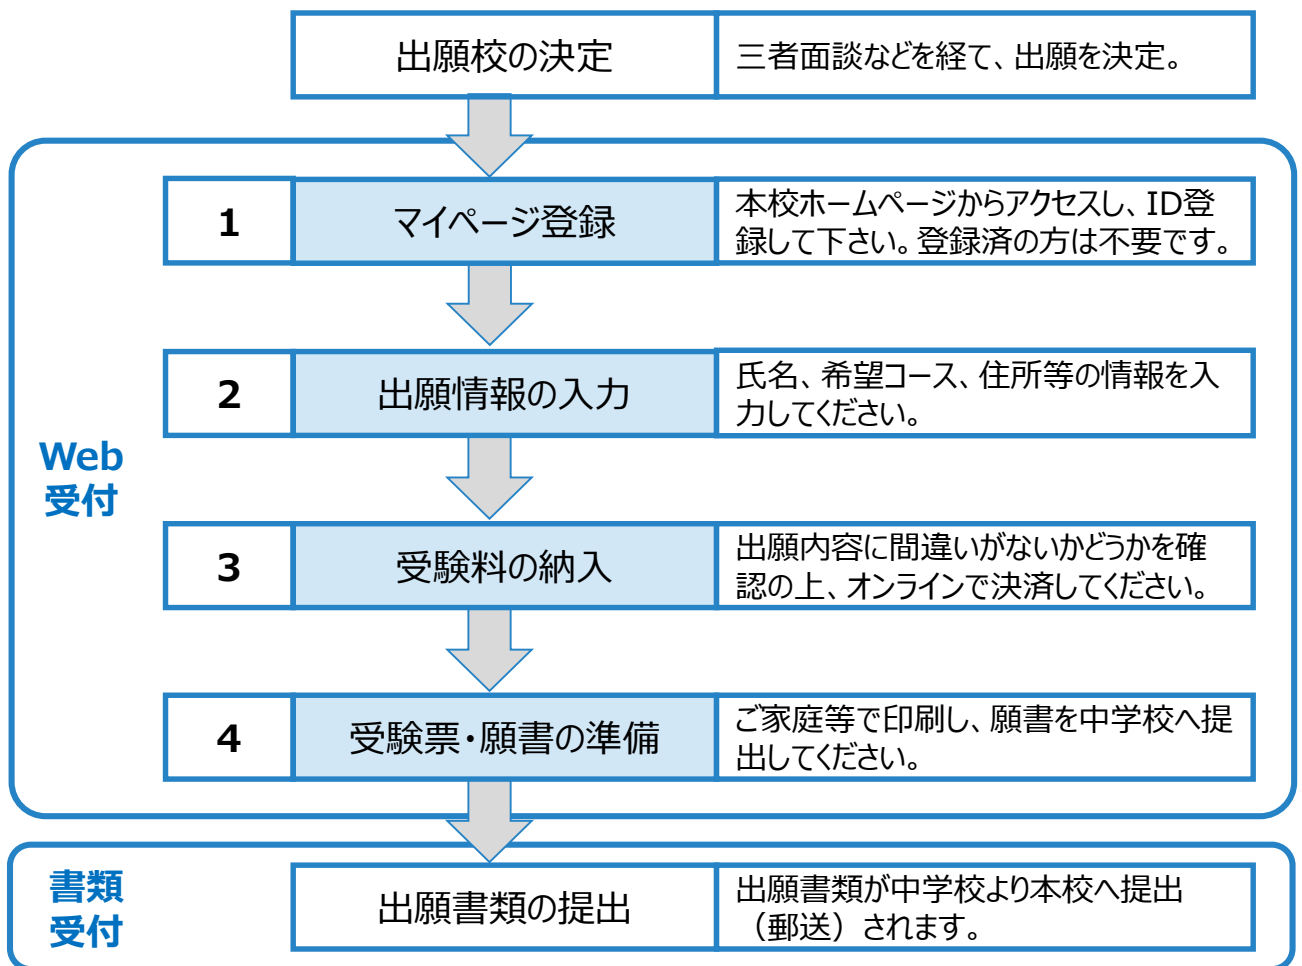 出願校の決定
三者面談などを経て、出願を決定。
1
マイページ登録
本校ホームページからアクセスし、ID登
録して下さい。登録済の方は不要です。
2
出願情報の入力
氏名、希望コース、住所等の情報を入
力してください。
Web
受付
3
受験料の納入
出願内容に間違いがないかどうかを確
認の上、オンラインで決済してください。
4
受験票・願書の準備
ご家庭等で印刷し、願書を中学校へ提
出してください。
書類
受付
出願書類の提出
出願書類が中学校より本校へ提出
（郵送）されます。